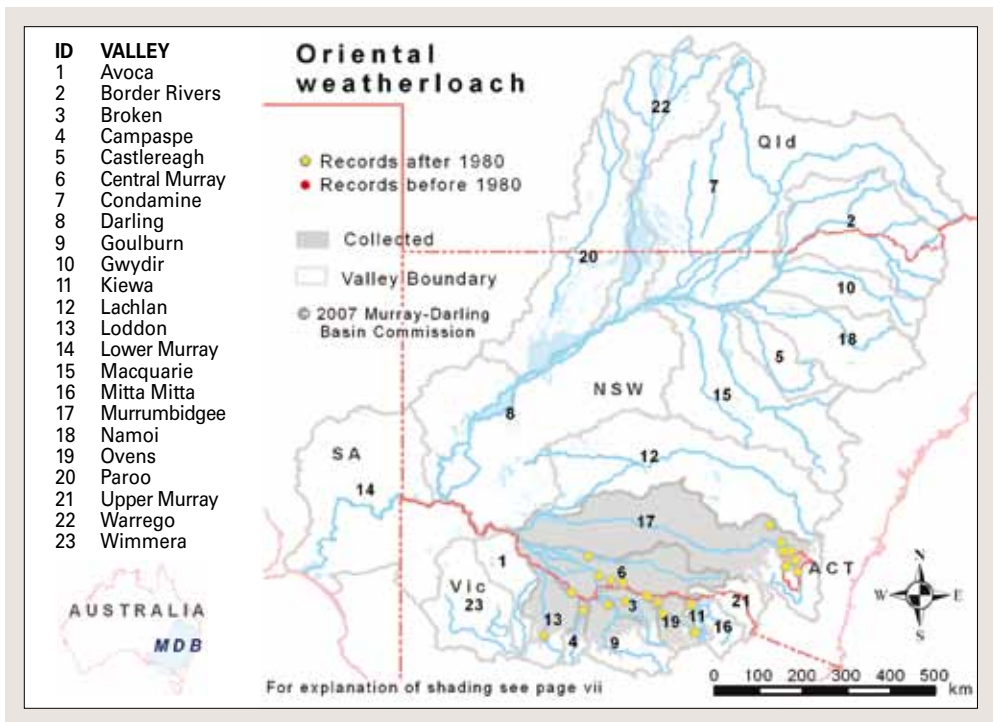 ID VALLEY
1 Avoca
2 Border Rivers
3 Broken
4 Campaspe
5 Castlereagh
6 Central Murray
7 Condamine
8 Darling
9 Goulburn
10 Gwydir
11 Kiewa
12 Lachlan
13 Loddon
14 Lower Murray
15 Macquarie
16 Mitta Mitta
17 Murrumbidgee
18 Namoi
19 Ovens
20 Paroo
21 Upper Murray
22 Warrego
23 Wimmera
AUSTRALIA
MDB
Oriental
weatherloach
Records after 1980
Records before 1980
Collected
Valley Boundary
© 2007 Murray-Darling
Basin Commission
22
Qld
7
2
20
10
18
5
NSW
15
8
SA
12
14
17
1
6
ACT
Vic
23
3
21
13
19
11
16
4
9
N
W E
S
0 100 200 300 400 500
km
For explanation of shading see page vii